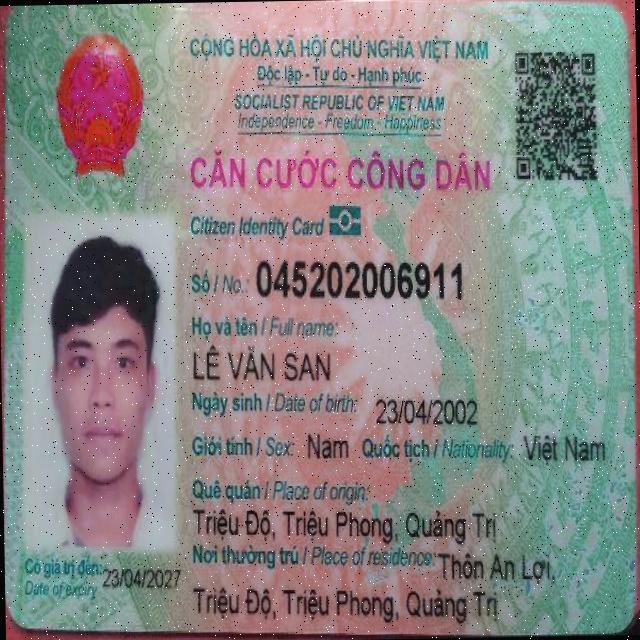 CỘNG HÒA XÃ HỘI CHỦ NGHĨA VIỆT NAM
Độc lập - Tự do - Hạnh phúc
SOCIALIST REPUBLIC OF VIET NAM
Independence - Freedom - Happiness
CĂN CƯỚC CÔNG DÂN
Citizen Identity Card
Số / No.: 045202006911
Họ và tên / Full name:
LÊ VĂN SAN
Ngày sinh / Date of birth: 23/04/2002
Giới tính / Sex: Nam Quốc tịch / Nationality: Việt Nam
Quê quán / Place of origin:
Triệu Độ, Triệu Phong, Quảng Trị
Nơi thường trú / Place of residence: Thôn An Lợi,
Triệu Độ, Triệu Phong, Quảng Trị
Có giá trị đến: 23/04/2027
Date of expiry